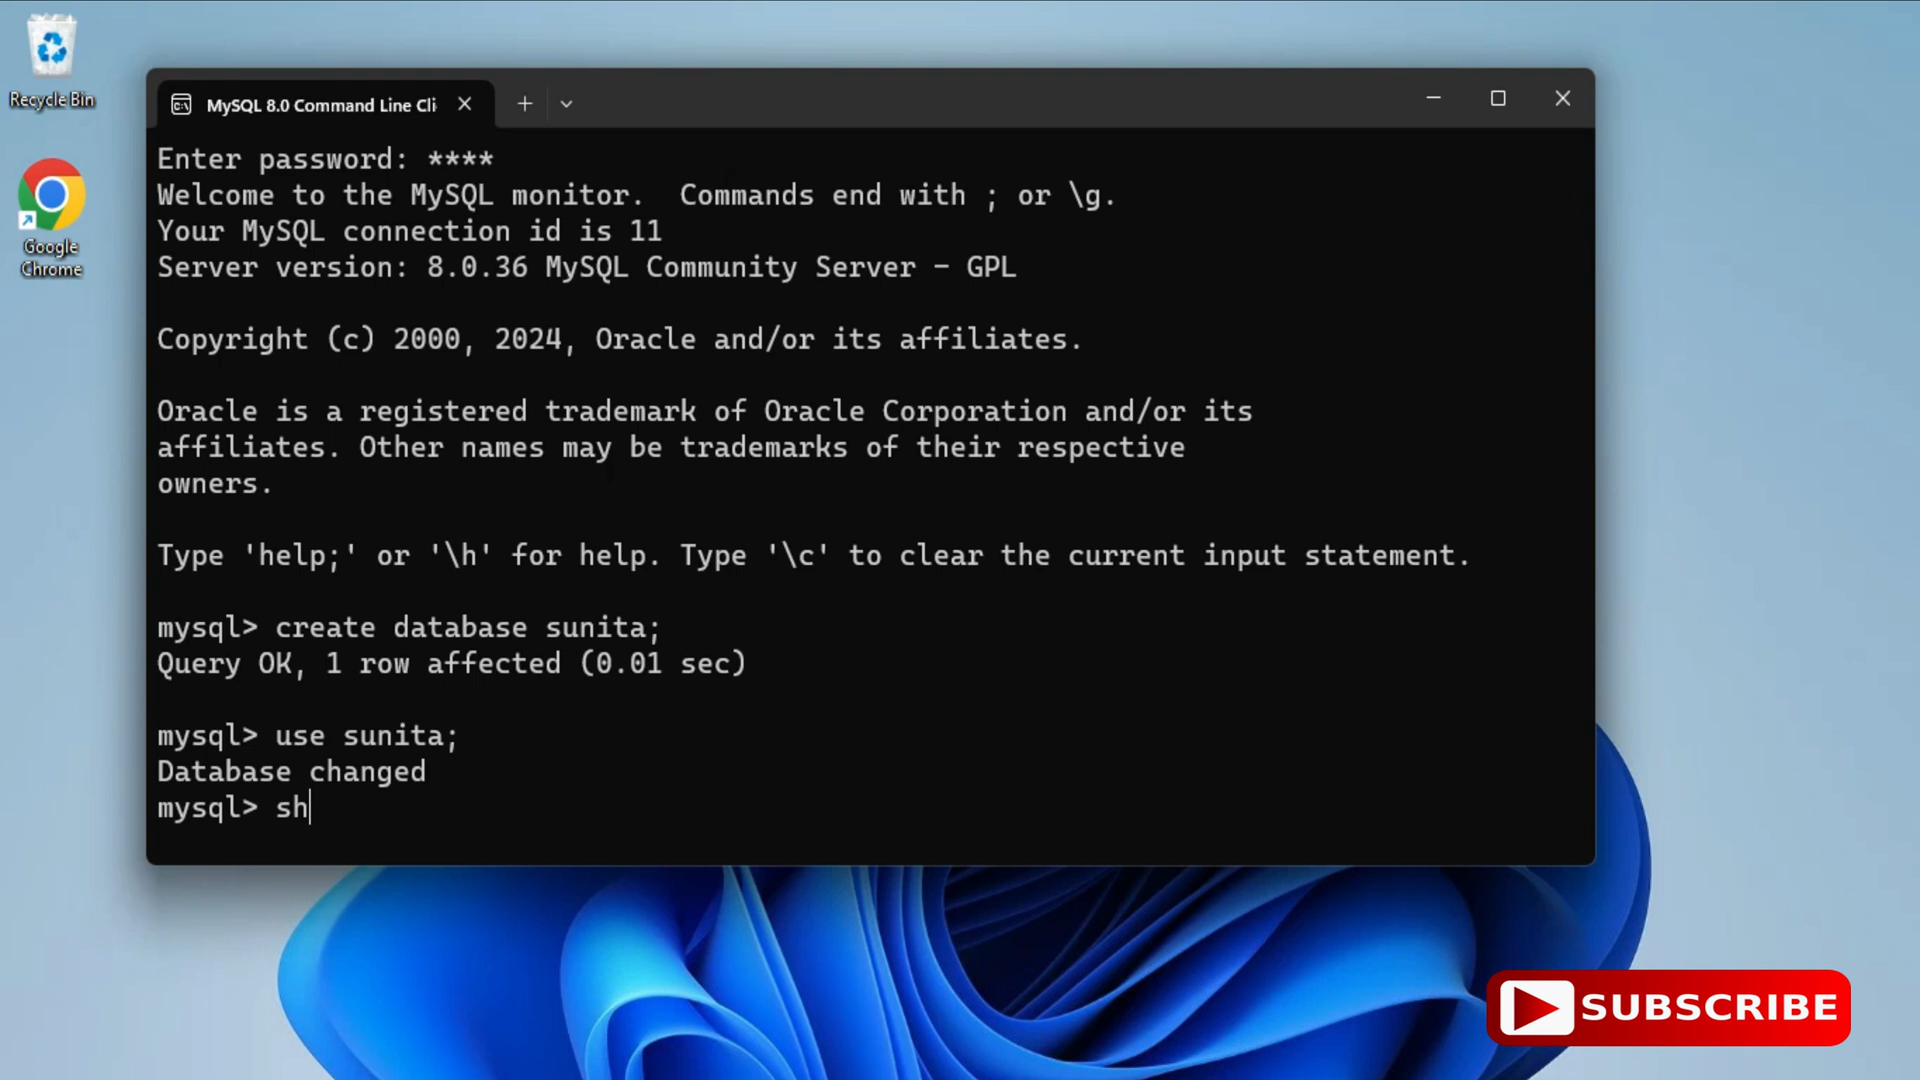 Recycle Bin
Google
Chrome
MySQL 8.0 Command Line Cli
Enter password: ****
Welcome to the MySQL monitor.  Commands end with ; or \g.
Your MySQL connection id is 11
Server version: 8.0.36 MySQL Community Server - GPL
Copyright (c) 2000, 2024, Oracle and/or its affiliates.
Oracle is a registered trademark of Oracle Corporation and/or its
affiliates. Other names may be trademarks of their respective
owners.
Type 'help;' or '\h' for help. Type '\c' to clear the current input statement.
mysql> create database sunita;
Query OK, 1 row affected (0.01 sec)
mysql> use sunita;
Database changed
mysql> sh
SUBSCRIBE